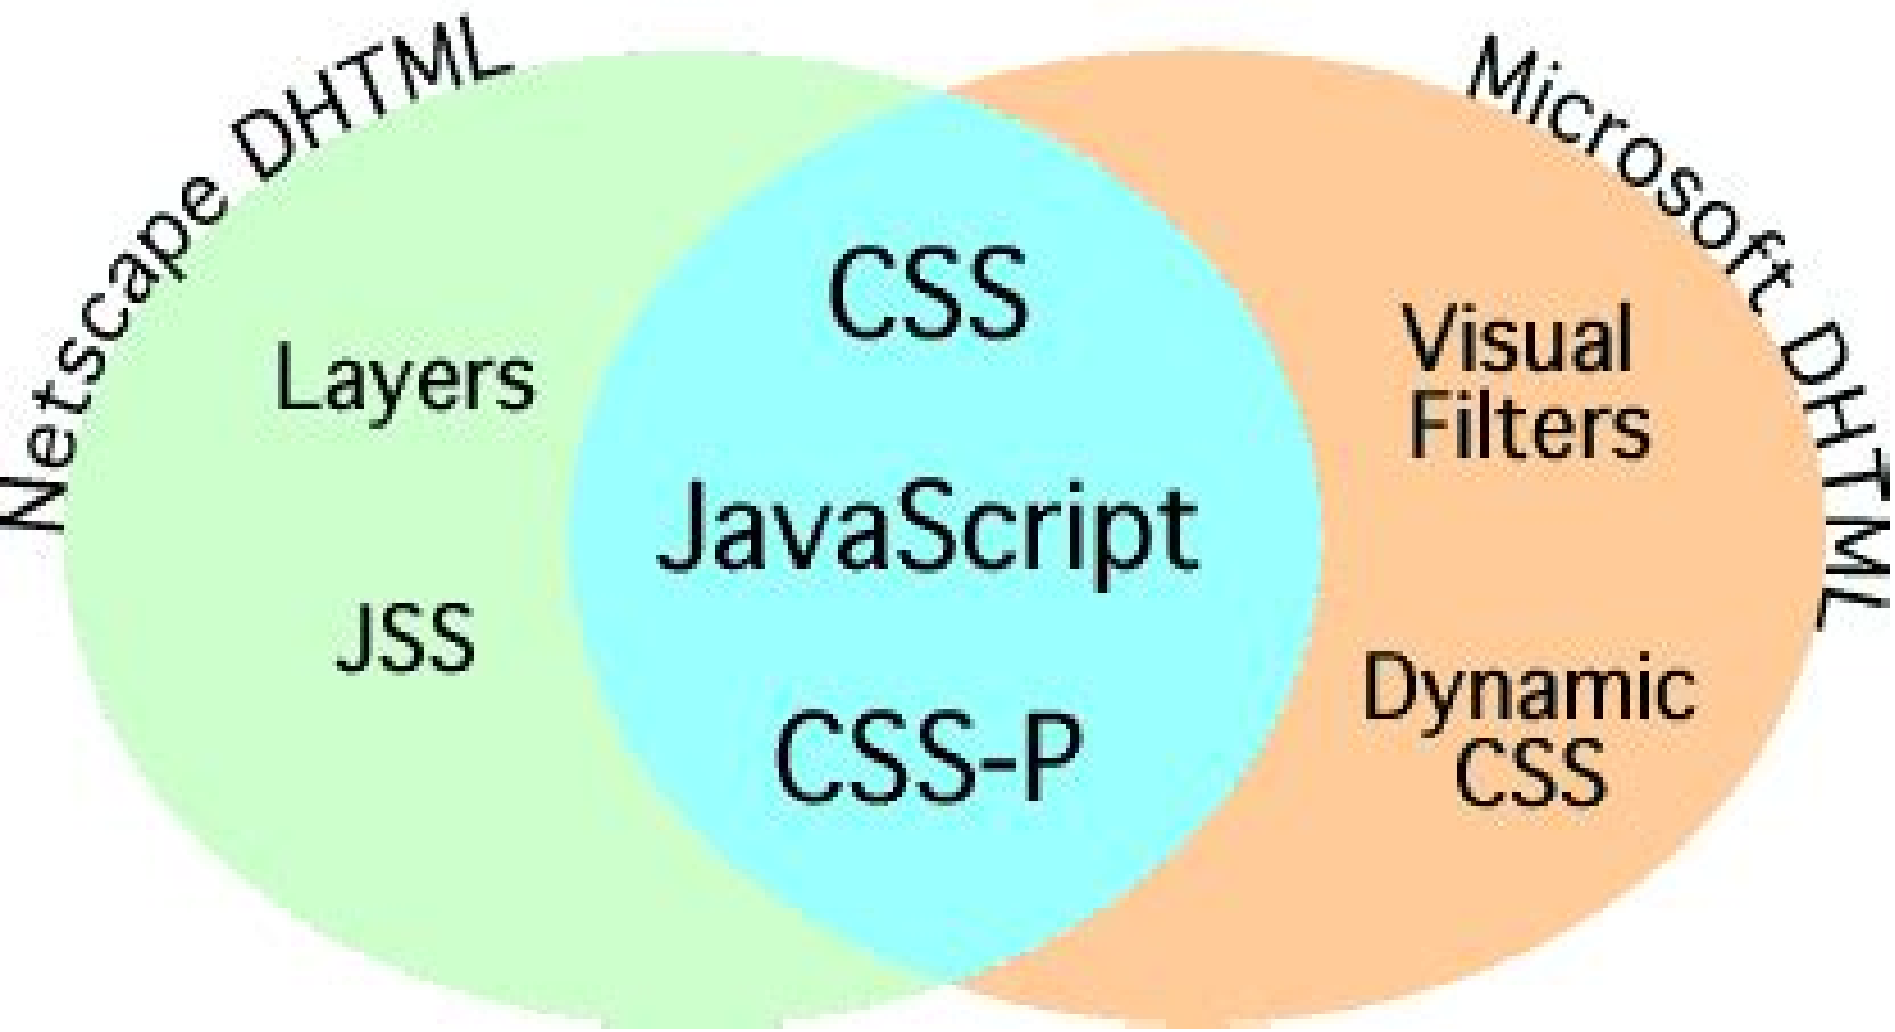 Netscape DHTML
Microsoft DHTML
Layers
JSS
CSS
JavaScript
CSS-P
Visual
Filters
Dynamic
CSS